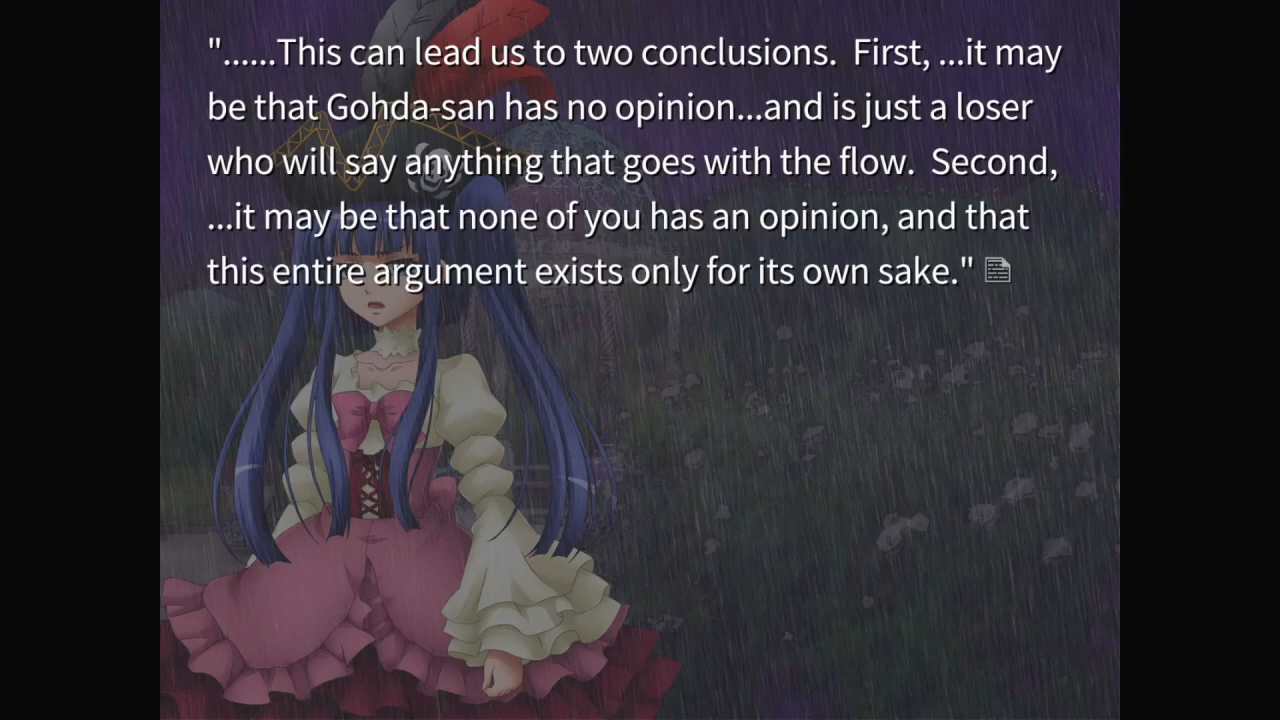 "......This can lead us to two conclusions.  First, ...it may
be that Gohda-san has no opinion...and is just a loser
who will say anything that goes with the flow.  Second,
...it may be that none of you has an opinion, and that
this entire argument exists only for its own sake."